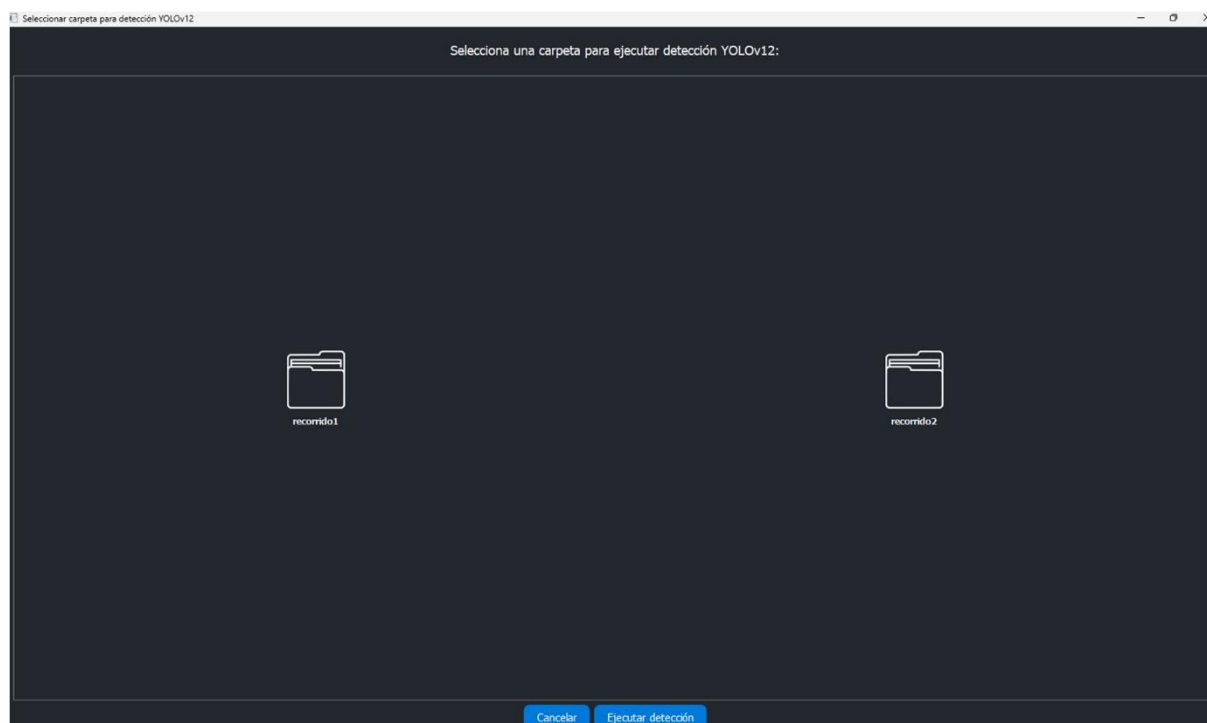 Seleccionar carpeta para detección YOLOv12
Selecciona una carpeta para ejecutar detección YOLOv12:
recorrido1
recorrido2
Cancelar
Ejecutar detección